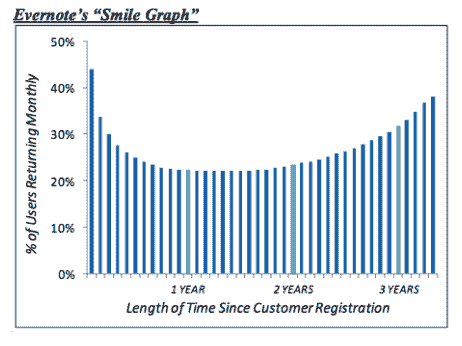 Evernote's “Smile Graph”
50%
40%
30%
20%
10%
0%
% of Users Returning Monthly
1 YEAR
2 YEARS
3 YEARS
Length of Time Since Customer Registration